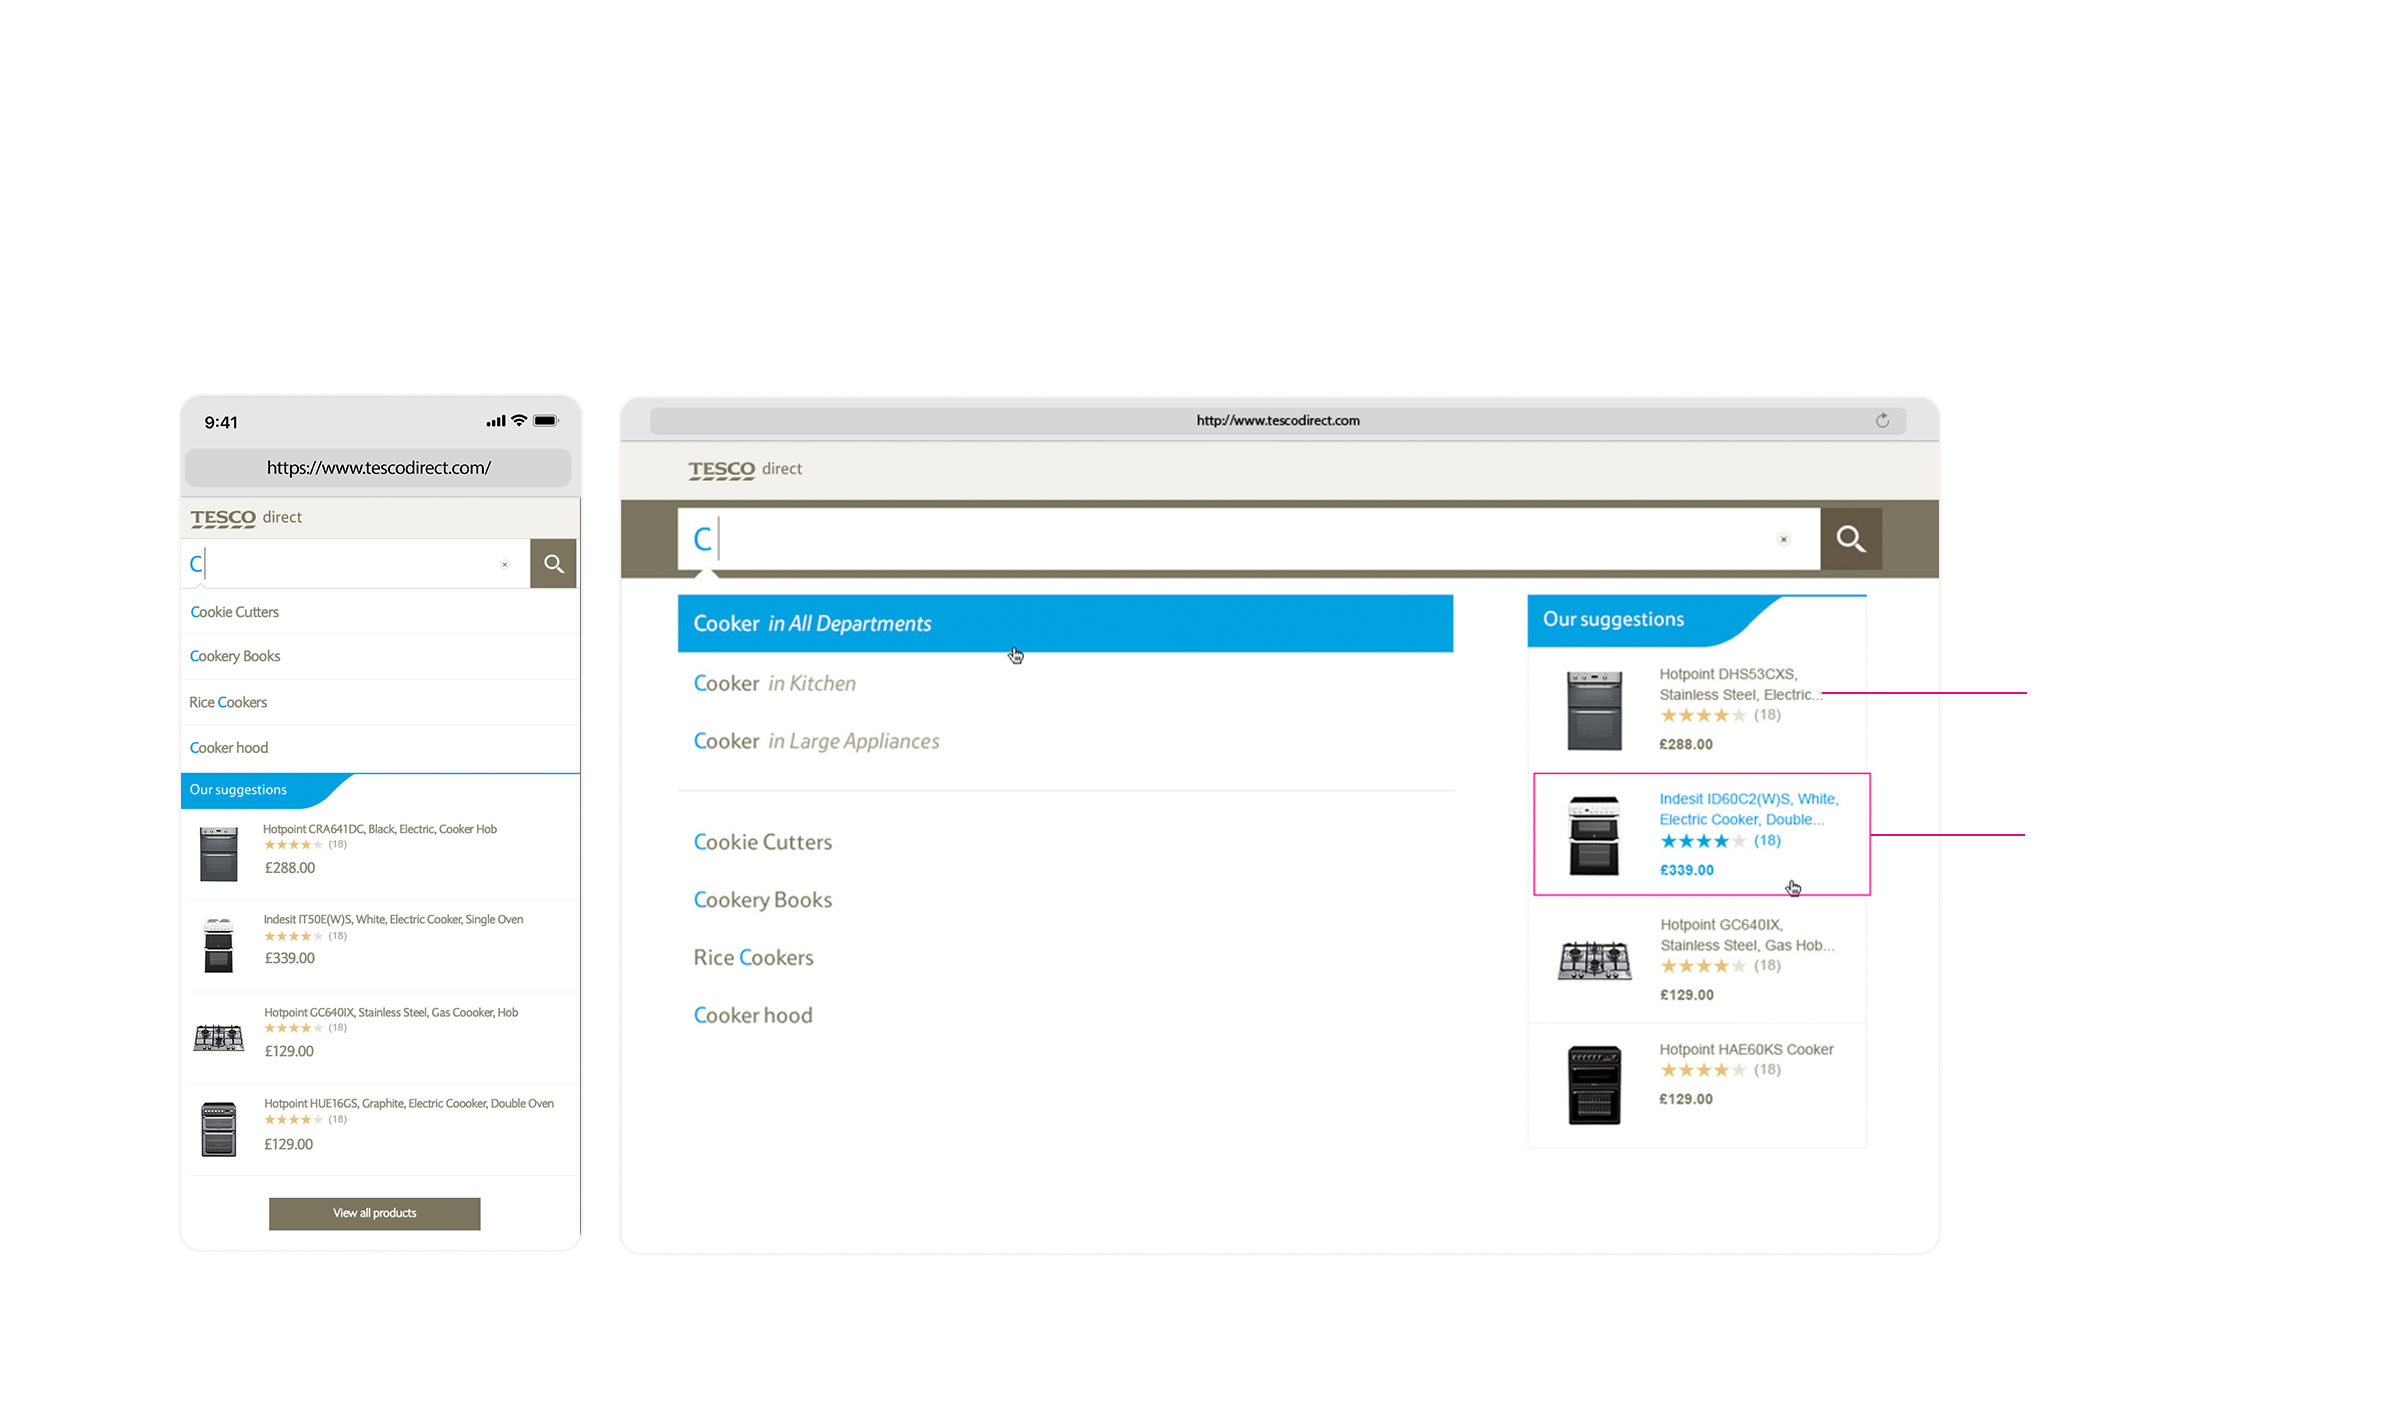 9:41
https://www.tescodirect.com/
TESCO direct
C
Cookie Cutters
Cookery Books
Rice Cookers
Cooker hood
Our suggestions
Hotpoint CRA641DC, Black, Electric, Cooker Hob
(18)
£288.00
Indesit IT50E(W)S, White, Electric Cooker, Single Oven
(18)
£339.00
Hotpoint GC640IX, Stainless Steel, Gas Coooker, Hob
(18)
£129.00
Hotpoint HUE16GS, Graphite, Electric Coooker, Double Oven
(18)
£129.00
View all products
http://www.tescodirect.com
TESCO direct
C
Cooker in All Departments
Cooker in Kitchen
Cooker in Large Appliances
Cookie Cutters
Cookery Books
Rice Cookers
Cooker hood
Our suggestions
Hotpoint DHS53CXS,
Stainless Steel, Electric...
(18)
£288.00
Indesit ID60C2(W)S, White,
Electric Cooker, Double...
(18)
£339.00
Hotpoint GC640IX,
Stainless Steel, Gas Hob...
(18)
£129.00
Hotpoint HAE60KS Cooker
(18)
£129.00